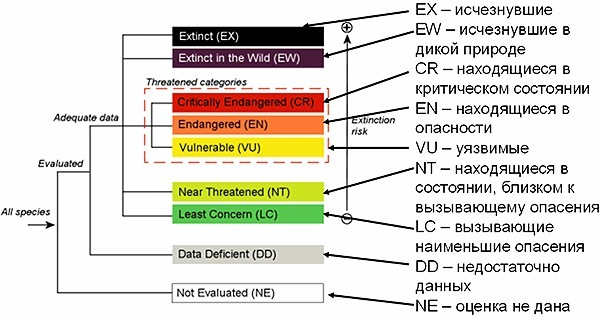 Extinct (EX)
Extinct in the Wild (EW)
Threatened categories
Critically Endangered (CR)
Adequate data
Endangered (EN)
Extinction
risk
Vulnerable (VU)
Evaluated
Near Threatened (NT)
All species
Least Concern (LC)
Data Deficient (DD)
Not Evaluated (NE)
EX – исчезнувшие
EW – исчезнувшие в
дикой природе
CR – находящиеся в
критическом состоянии
EN – находящиеся в
опасности
VU – уязвимые
NT – находящиеся в
состоянии, близком к
вызывающему опасения
LC – вызывающие
наименьшие опасения
DD – недостаточно
данных
NE – оценка не дана